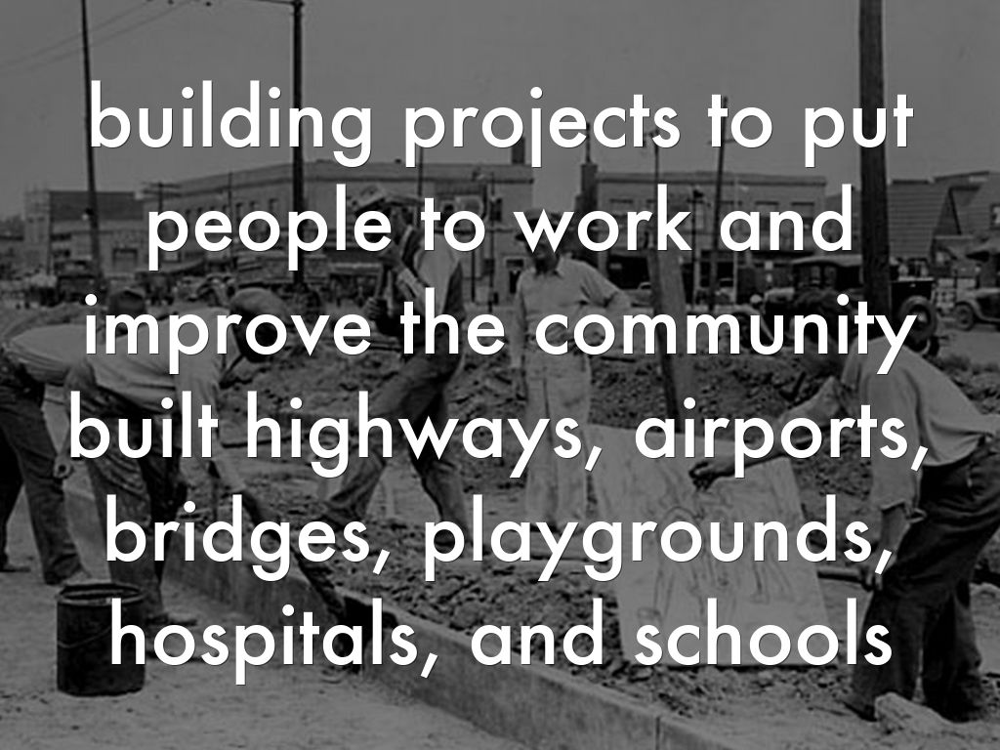 building projects to put
people to work and
improve the community
built highways, airports,
bridges, playgrounds,
hospitals, and schools